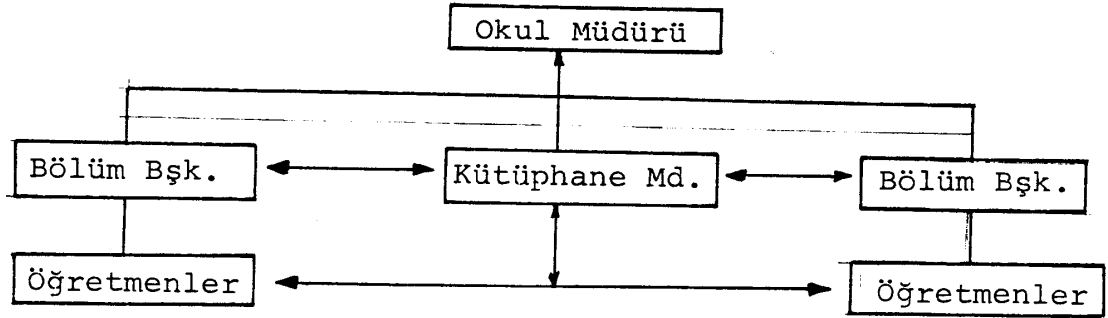 Okul Müdürü
Bölüm Bşk.
Kütüphane Md.
Bölüm Bşk.
Öğretmenler
Öğretmenler